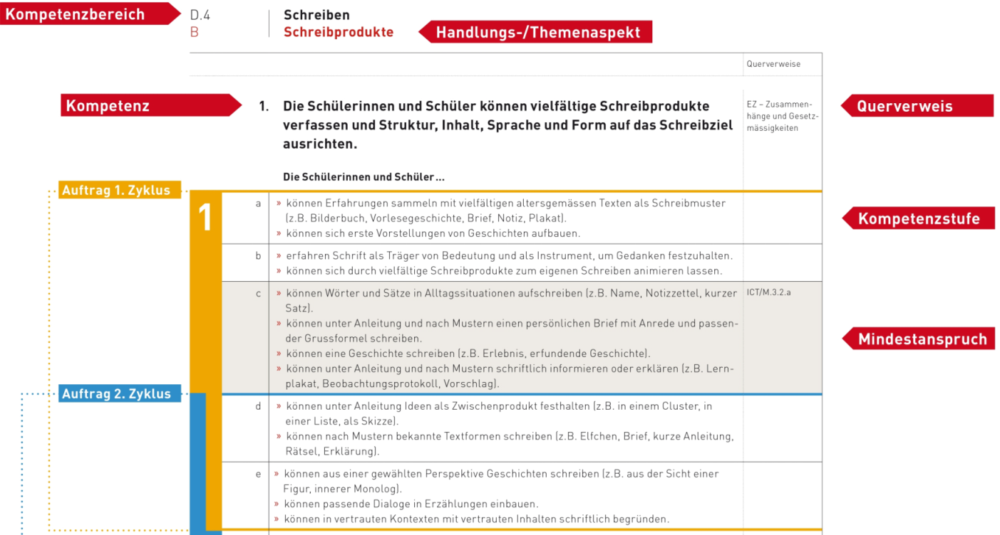 Kompetenzbereich
D.4
Schreiben
B
Schreibprodukte
Handlungs-/Themenaspekt
Querverweise
Kompetenz
1. Die Schülerinnen und Schüler können vielfältige Schreibprodukte
verfassen und Struktur, Inhalt, Sprache und Form auf das Schreibziel
ausrichten.
EZ – Zusammen-
hänge und Gesetz-
mässigkeiten
Querverweis
Die Schülerinnen und Schüler ...
Auftrag 1. Zyklus
1
a
» können Erfahrungen sammeln mit vielfältigen altersgemässen Texten als Schreibmuster
(z.B. Bilderbuch, Vorlesegeschichte, Brief, Notiz, Plakat).
» können sich erste Vorstellungen von Geschichten aufbauen.
Kompetenzstufe
b
» erfahren Schrift als Träger von Bedeutung und als Instrument, um Gedanken festzuhalten.
» können sich durch vielfältige Schreibprodukte zum eigenen Schreiben animieren lassen.
c
» können Wörter und Sätze in Alltagssituationen aufschreiben (z.B. Name, Notizzettel, kurzer
Satz).
» können unter Anleitung und nach Mustern einen persönlichen Brief mit Anrede und passen-
der Grussformel schreiben.
» können eine Geschichte schreiben (z.B. Erlebnis, erfundende Geschichte).
» können unter Anleitung und nach Mustern schriftlich informieren oder erklären (z.B. Lern-
plakat, Beobachtungsprotokoll, Vorschlag).
ICT/M.3.2.a
Mindestanspruch
Auftrag 2. Zyklus
d
» können unter Anleitung Ideen als Zwischenprodukt festhalten (z.B. in einem Cluster, in
einer Liste, als Skizze).
» können nach Mustern bekannte Textformen schreiben (z.B. Elfchen, Brief, kurze Anleitung,
Rätsel, Erklärung).
e
» können aus einer gewählten Perspektive Geschichten schreiben (z.B. aus der Sicht einer
Figur, innerer Monolog).
» können passende Dialoge in Erzählungen einbauen.
» können in vertrauten Kontexten mit vertrauten Inhalten schriftlich begründen.